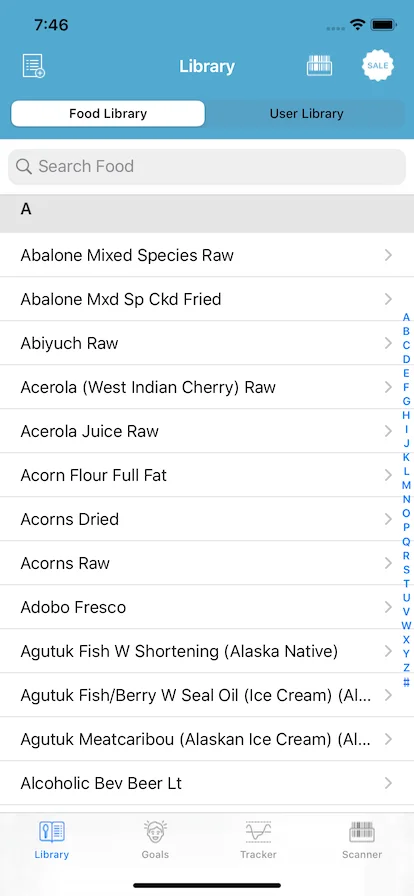 7:46
Library
SALE
Food Library
User Library
Search Food
A
Abalone Mixed Species Raw
Abalone Mxd Sp Ckd Fried
Abiyuch Raw
Acerola (West Indian Cherry) Raw
Acerola Juice Raw
Acorn Flour Full Fat
Acorns Dried
Acorns Raw
Adobo Fresco
Agutuk Fish W Shortening (Alaska Native)
Agutuk Fish/Berry W Seal Oil (Ice Cream) (Al...
Agutuk Meatcaribou (Alaskan Ice Cream) (Al...
Alcoholic Bev Beer Lt
A
B
C
D
E
F
G
H
I
J
K
L
M
N
O
P
Q
R
S
T
U
V
W
X
Y
Z
#
Library
Goals
Tracker
Scanner